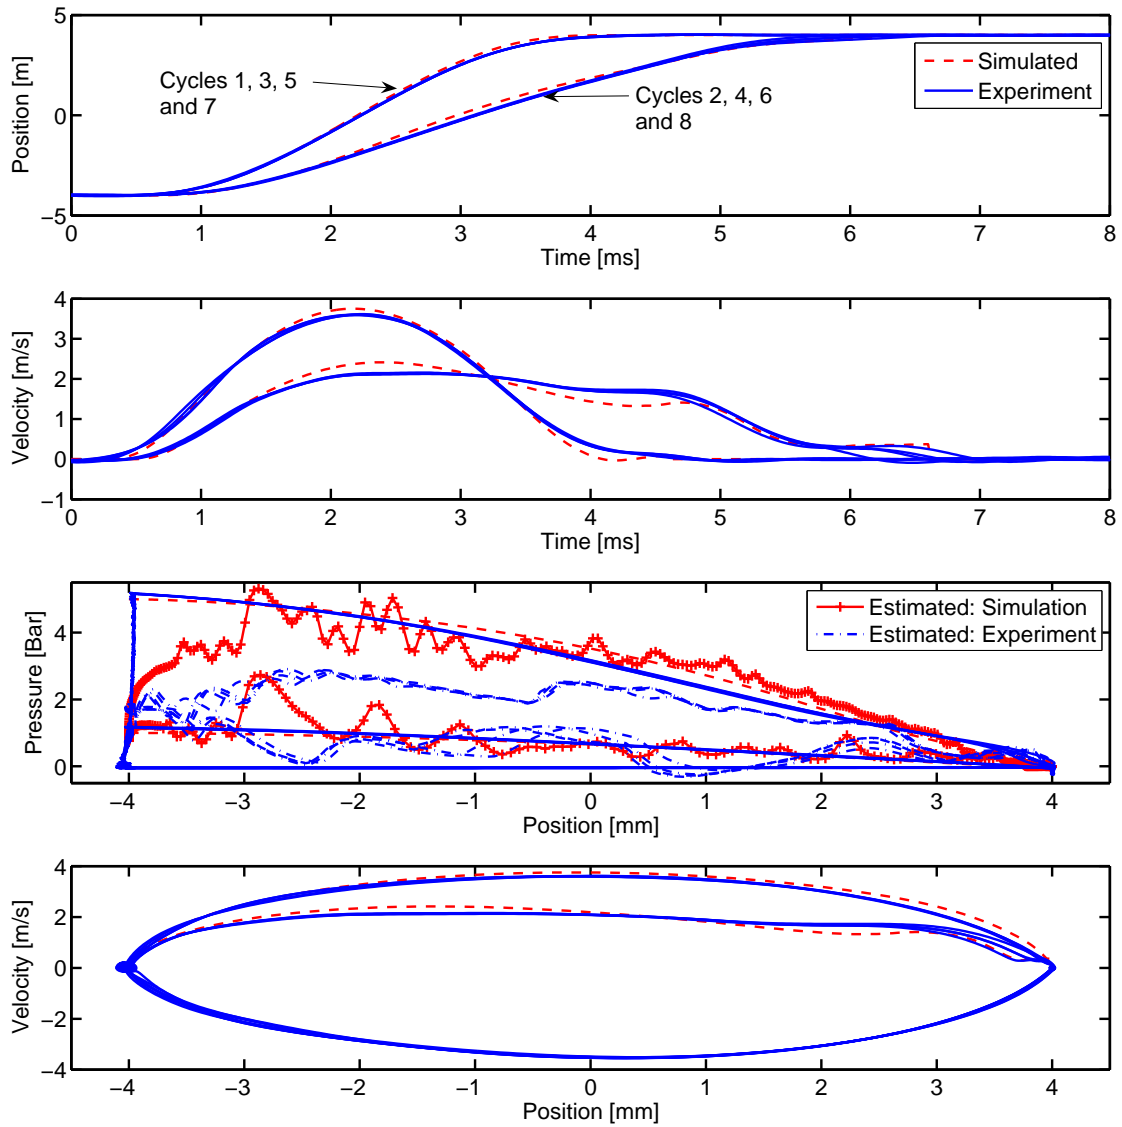 5
0
−5
Position [m]
Cycles 1, 3, 5
and 7
Cycles 2, 4, 6
and 8
Simulated
Experiment
0 1 2 3 4 5 6 7 8
Time [ms]
4
3
2
1
0
−1
Velocity [m/s]
0 1 2 3 4 5 6 7 8
Time [ms]
4
2
0
Pressure [Bar]
Estimated: Simulation
Estimated: Experiment
−4 −3 −2 −1 0 1 2 3 4
Position [mm]
4
2
0
−2
−4
Velocity [m/s]
−4 −3 −2 −1 0 1 2 3 4
Position [mm]